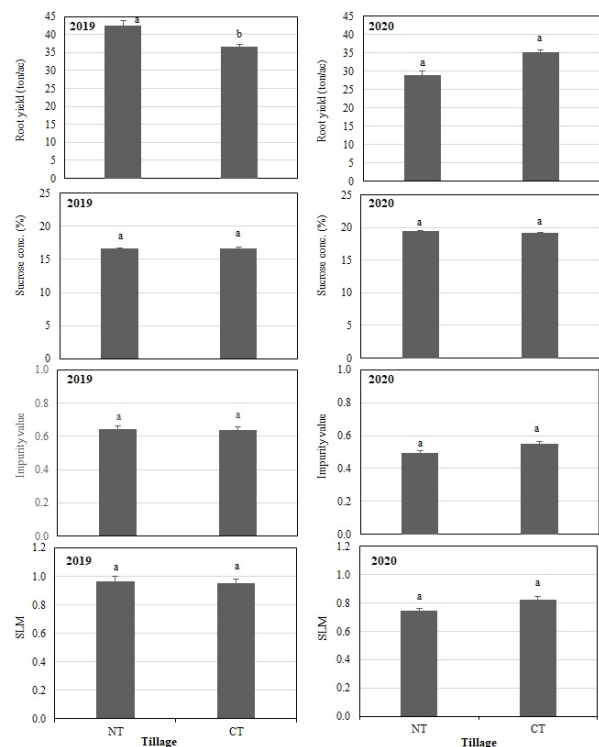 45
40
35
30
25
20
15
10
5
0
Root yield (ton/ac)
2019
a
b
45
40
35
30
25
20
15
10
5
0
Root yield (ton/ac)
2020
a
a
25
20
15
10
5
0
Sucrose conc. (%)
2019
a
a
25
20
15
10
5
0
Sucrose conc. (%)
2020
a
a
1.0
0.8
0.6
0.4
0.2
0.0
Impurity value
2019
a
a
1.0
0.8
0.6
0.4
0.2
0.0
Impurity value
2020
a
a
1.2
1.0
0.8
0.6
0.4
0.2
0.0
SLM
2019
a
a
NT
CT
Tillage
1.2
1.0
0.8
0.6
0.4
0.2
0.0
SLM
2020
a
a
NT
CT
Tillage